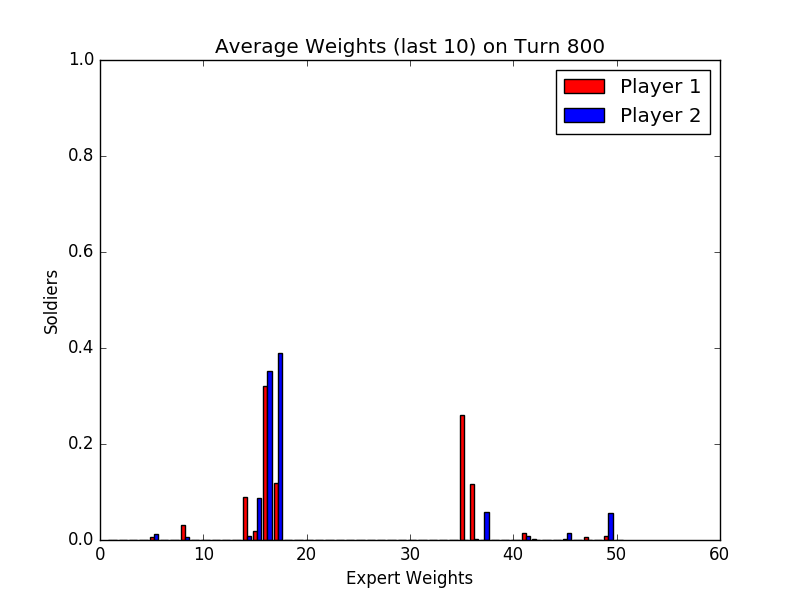 Average Weights (last 10) on Turn 800
1.0
Player 1
Player 2
0.8
0.6
Soldiers
0.4
0.2
0.0
0 10 20 30 40 50 60
Expert Weights